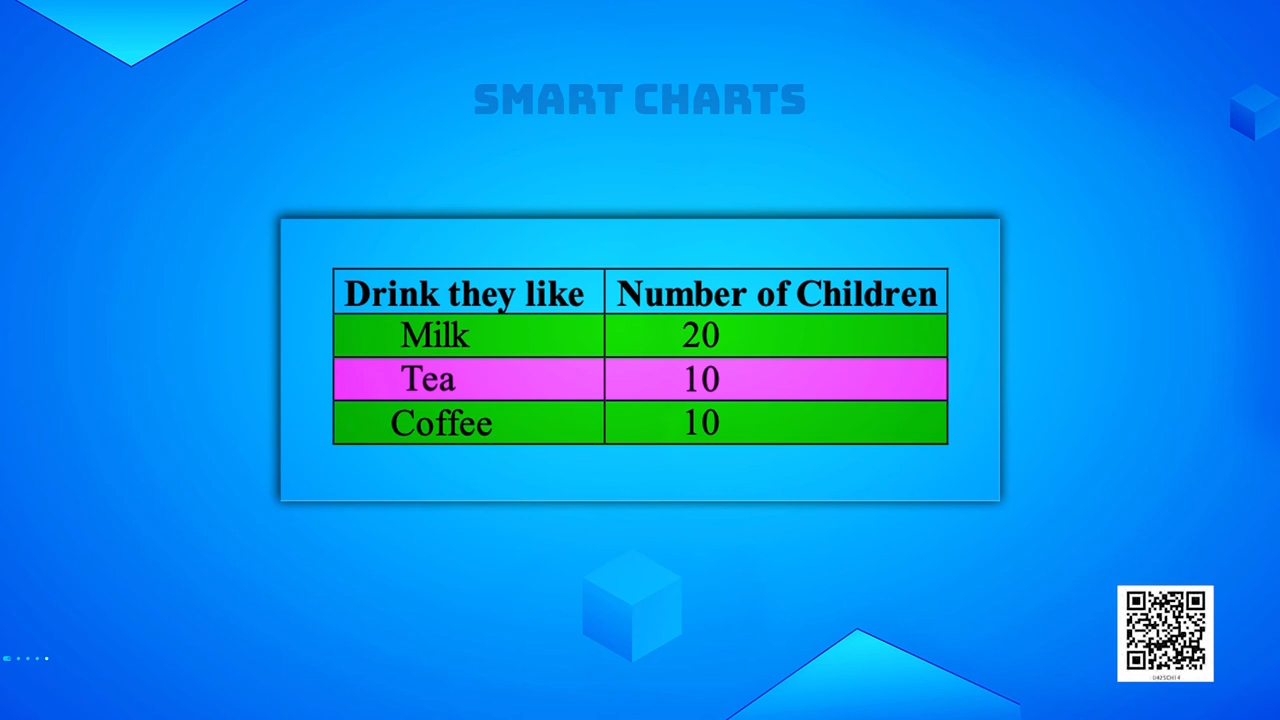 SMART CHARTS
Drink they like Number of Children
Milk 20
Tea 10
Coffee 10